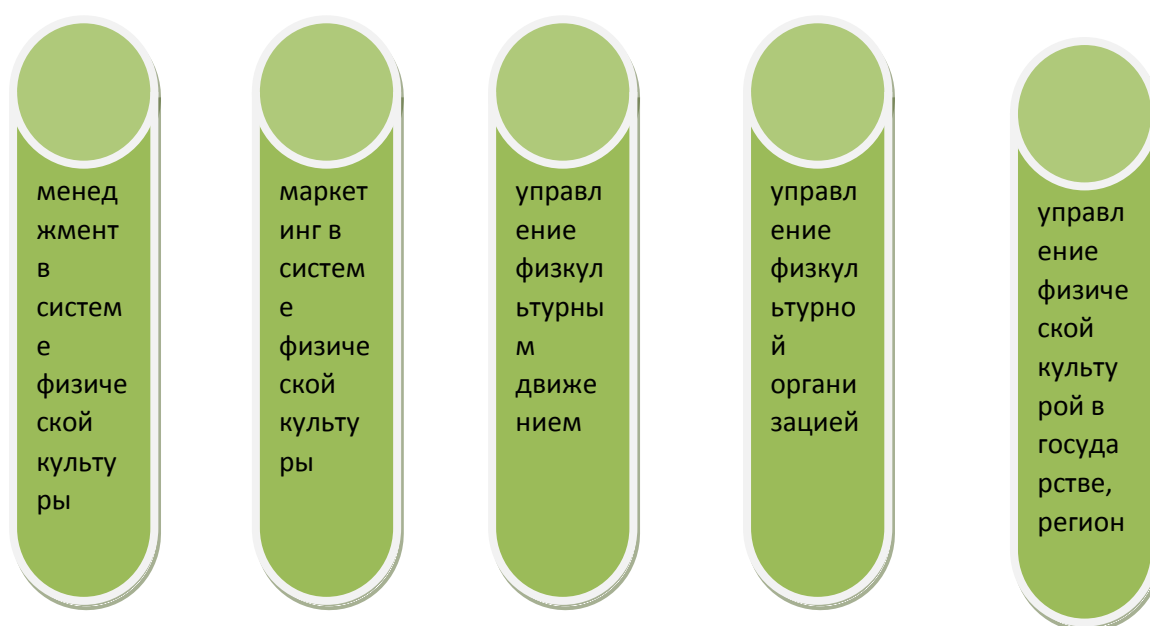 менед
жмент
в
систем
е
физиче
ской
культу
ры
маркет
инг в
систем
е
физиче
ской
культу
ры
управл
ение
физкул
ьтурны
м
движе
нием
управл
ение
физкул
ьтурно
й
органи
зацией
управл
ение
физиче
ской
культу
рой в
госуда
рстве,
регион